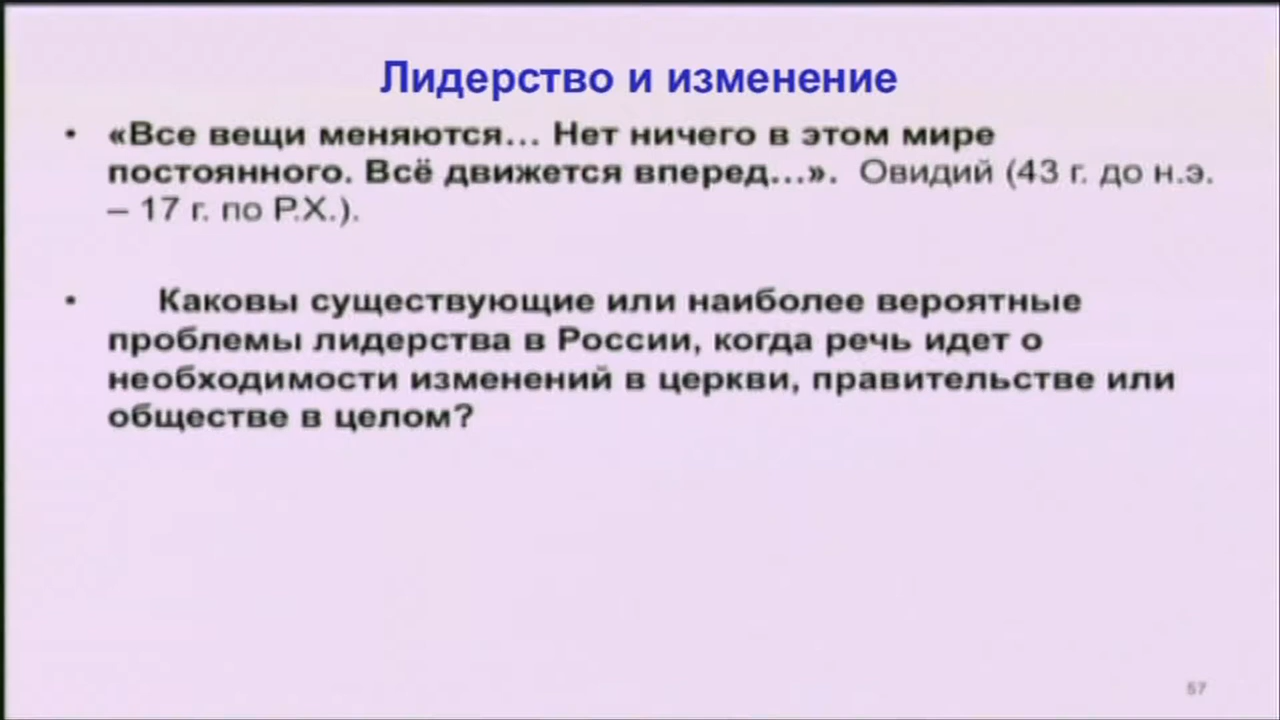 Лидерство и изменение
• «Все вещи меняются… Нет ничего в этом мире
постоянного. Всё движется вперед…». Овидий (43 г. до н.э.
– 17 г. по Р.Х.).
• Каковы существующие или наиболее вероятные
проблемы лидерства в России, когда речь идет о
необходимости изменений в церкви, правительстве или
обществе в целом?
57